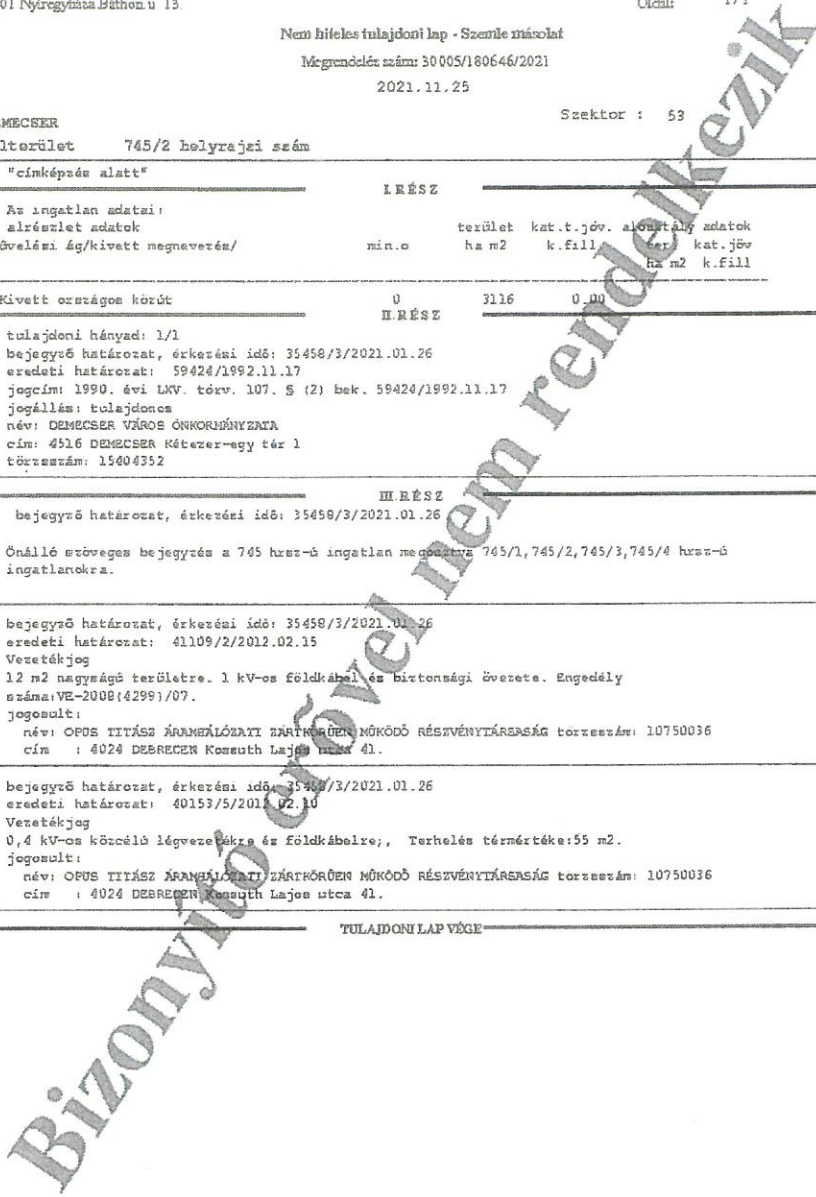 01 Nyíregyháza Báthori u 13. Oldal: 1/1
Nem hiteles tulajdoni lap - Szemle másolat
Megrendelés szám: 30005/180646/2021
2021.11.25
Szektor : 53
EMECSER
lterület 745/2 helyrajzi szám
"címképzés alatt"
I.RÉSZ
Az ingatlan adatai:
alrészlet adatok terület kat.t.jöv. alosztály adatok
űvelési ág/kivett megnevezés/ min.o ha m2 k.fill ter. kat.jöv
ha m2 k.fill
Kivett országos közút 0 3116 0.00
II.RÉSZ
tulajdoni hányad: 1/1
bejegyző határozat, érkezési idő: 35458/3/2021.01.26
eredeti határozat: 59424/1992.11.17
jogcím: 1990. évi LXV. törv. 107. § (2) bek. 59424/1992.11.17
jogállás: tulajdonos
név: DEMECSER VÁROS ÖNKORMÁNYZATA
cím: 4516 DEMECSER Kétezer-egy tér 1
törzsszám: 15404352
III.RÉSZ
bejegyző határozat, érkezési idő: 35458/3/2021.01.26
Önálló szöveges bejegyzés a 745 hrsz-ú ingatlan megosztva 745/1,745/2,745/3,745/4 hrsz-ú
ingatlanokra.
bejegyző határozat, érkezési idő: 35458/3/2021.01.26
eredeti határozat: 41109/2/2012.02.15
Vezetékjog
12 m2 nagyságú területre. 1 kV-os földkábel és biztonsági övezete. Engedély
száma:VE-2008(4299)/07.
jogosult:
név: OPUS TITÁSZ ÁRAMHÁLÓZATI ZÁRTKÖRŰEN MŰKÖDŐ RÉSZVÉNYTÁRSASÁG törzsszám: 10750036
cím : 4024 DEBRECEN Kossuth Lajos utca 41.
bejegyző határozat, érkezési idő: 35458/3/2021.01.26
eredeti határozat: 40153/5/2012.02.10
Vezetékjog
0,4 kV-os közcélú légvezetékre és földkábelre;, Terhelés térmértéke:55 m2.
jogosult:
név: OPUS TITÁSZ ÁRAMHÁLÓZATI ZÁRTKÖRŰEN MŰKÖDŐ RÉSZVÉNYTÁRSASÁG törzsszám: 10750036
cím : 4024 DEBRECEN Kossuth Lajos utca 41.
TULAJDONI LAP VÉGE
Bizonyító erővel nem rendelkezik